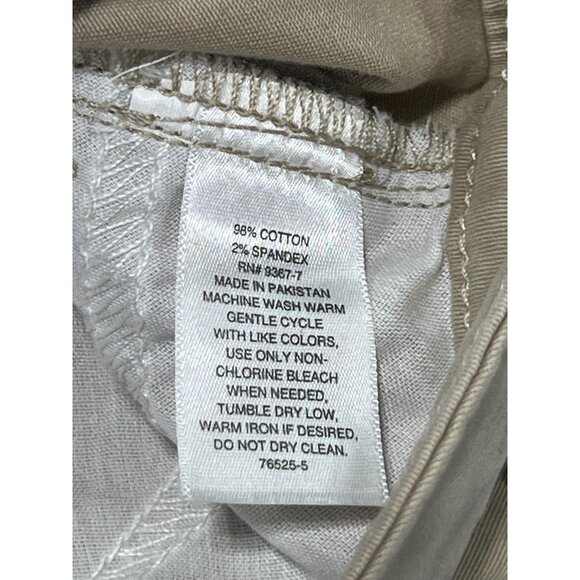 98% COTTON
2% SPANDEX
RN# 9367-7
MADE IN PAKISTAN
MACHINE WASH WARM
GENTLE CYCLE
WITH LIKE COLORS,
USE ONLY NON-
CHLORINE BLEACH
WHEN NEEDED,
TUMBLE DRY LOW,
WARM IRON IF DESIRED,
DO NOT DRY CLEAN.
76525-5